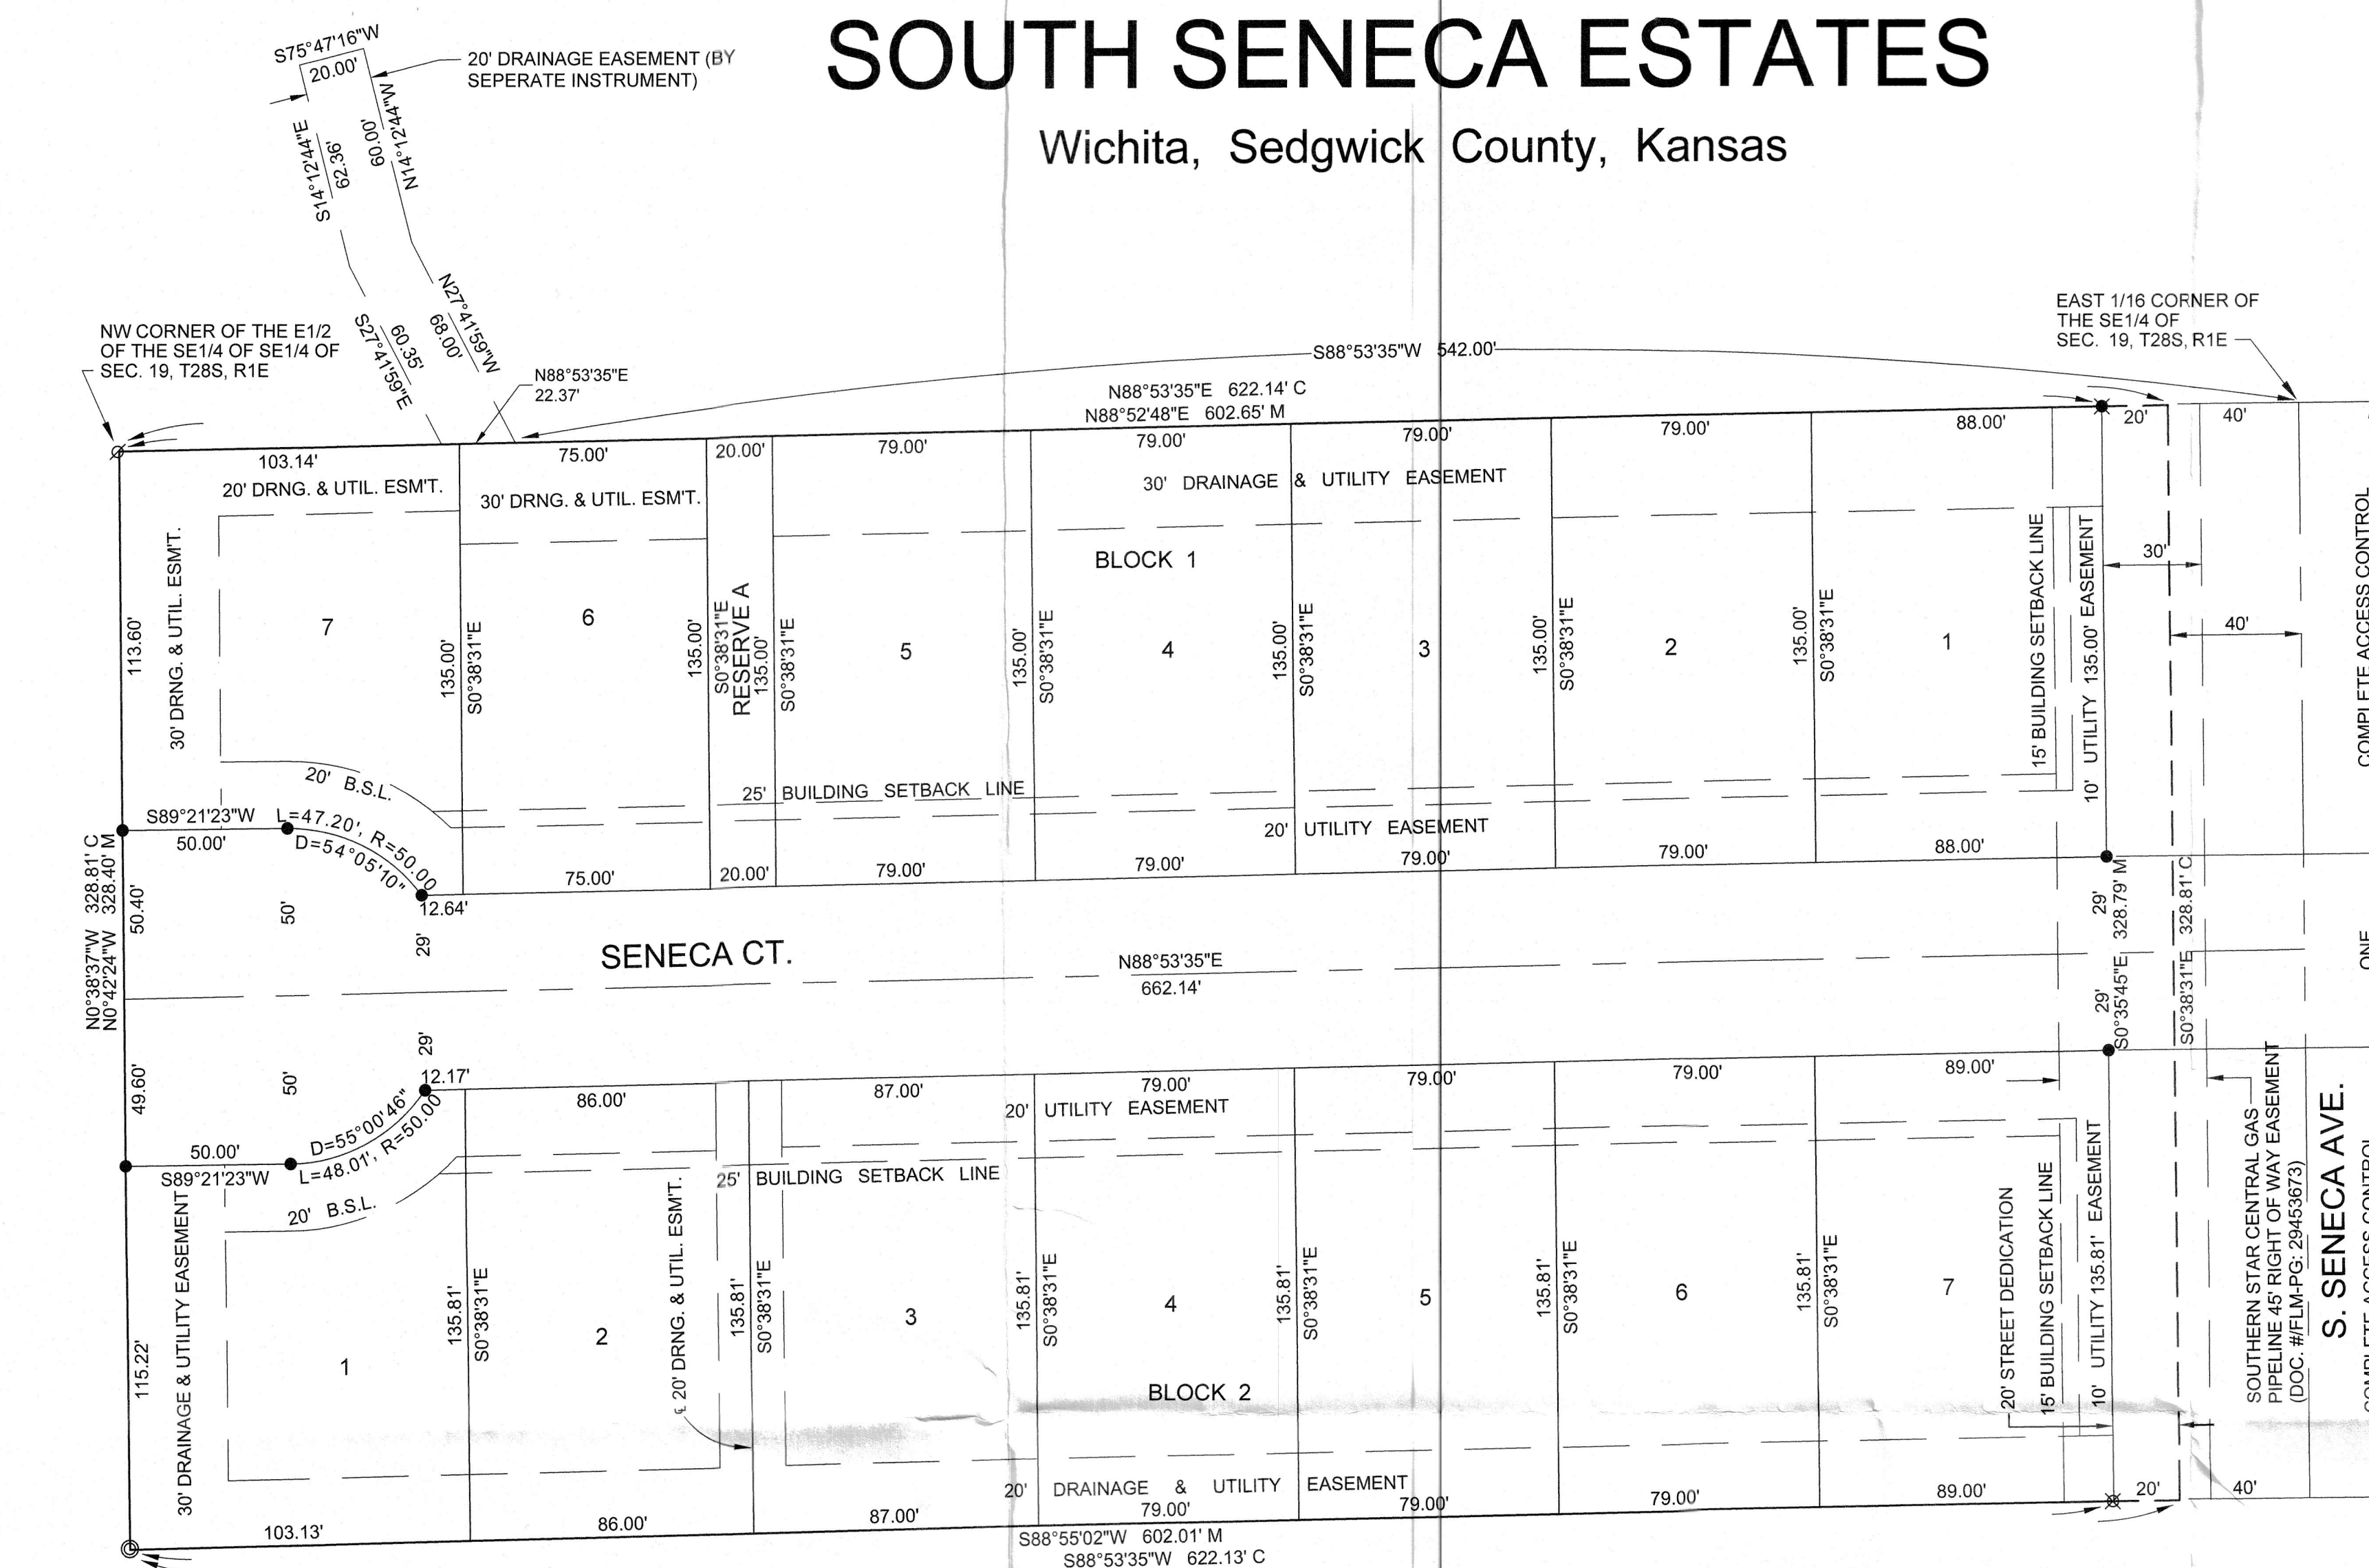 SOUTH SENECA ESTATES
Wichita, Sedgwick County, Kansas
S75°47'16"W
20.00'
20' DRAINAGE EASEMENT (BY
SEPERATE INSTRUMENT)
S14°12'44"E
62.36'
60.00'
N14°12'44"W
N27°41'59"W
68.00'
60.35'
S27°41'59"E
NW CORNER OF THE E1/2
OF THE SE1/4 OF SE1/4 OF
SEC. 19, T28S, R1E
N88°53'35"E
22.37'
S88°53'35"W 542.00'
N88°53'35"E 622.14' C
N88°52'48"E 602.65' M
EAST 1/16 CORNER OF
THE SE1/4 OF
SEC. 19, T28S, R1E
103.14'
75.00'
20.00'
79.00'
79.00'
79.00'
79.00'
88.00'
20'
40'
20' DRNG. & UTIL. ESM'T.
30' DRNG. & UTIL. ESM'T.
30' DRAINAGE & UTILITY EASEMENT
BLOCK 1
30' DRNG. & UTIL. ESM'T.
113.60'
7
135.00'
S0°38'31"E
6
135.00'
S0°38'31"E
RESERVE A
135.00'
S0°38'31"E
5
135.00'
S0°38'31"E
4
135.00'
S0°38'31"E
3
135.00'
S0°38'31"E
2
135.00'
S0°38'31"E
1
15' BUILDING SETBACK LINE
10' UTILITY 135.00' EASEMENT
30'
40'
COMPLETE ACCESS CONTROL
20' B.S.L.
25' BUILDING SETBACK LINE
20' UTILITY EASEMENT
S89°21'23"W
50.00'
L=47.20', R=50.00
D=54°05'10"
12.64'
75.00'
20.00'
79.00'
79.00'
79.00'
79.00'
88.00'
N0°38'37"W 328.81' C
N0°42'24"W 328.40' M
50.40'
50'
29'
SENECA CT.
N88°53'35"E
662.14'
29'
29'
S0°35'45"E 328.79' M
S0°38'31"E 328.81' C
ONE
49.60'
50'
29'
12.17'
50.00'
S89°21'23"W
D=55°00'46"
L=48.01', R=50.00
86.00'
87.00'
79.00'
79.00'
79.00'
89.00'
20' UTILITY EASEMENT
25' BUILDING SETBACK LINE
20' B.S.L.
30' DRAINAGE & UTILITY EASEMENT
115.22'
1
135.81'
S0°38'31"E
2
℄ 20' DRNG. & UTIL. ESM'T.
135.81'
S0°38'31"E
3
135.81'
S0°38'31"E
4
135.81'
S0°38'31"E
5
135.81'
S0°38'31"E
6
135.81'
S0°38'31"E
7
BLOCK 2
20' STREET DEDICATION
15' BUILDING SETBACK LINE
10' UTILITY 135.81' EASEMENT
SOUTHERN STAR CENTRAL GAS
PIPELINE 45' RIGHT OF WAY EASEMENT
(DOC. #/FLM-PG: 29453673)
S. SENECA AVE.
COMPLETE ACCESS CONTROL
20' DRAINAGE & UTILITY EASEMENT
103.13'
86.00'
87.00'
79.00'
79.00'
79.00'
89.00'
20'
40'
S88°55'02"W 602.01' M
S88°53'35"W 622.13' C